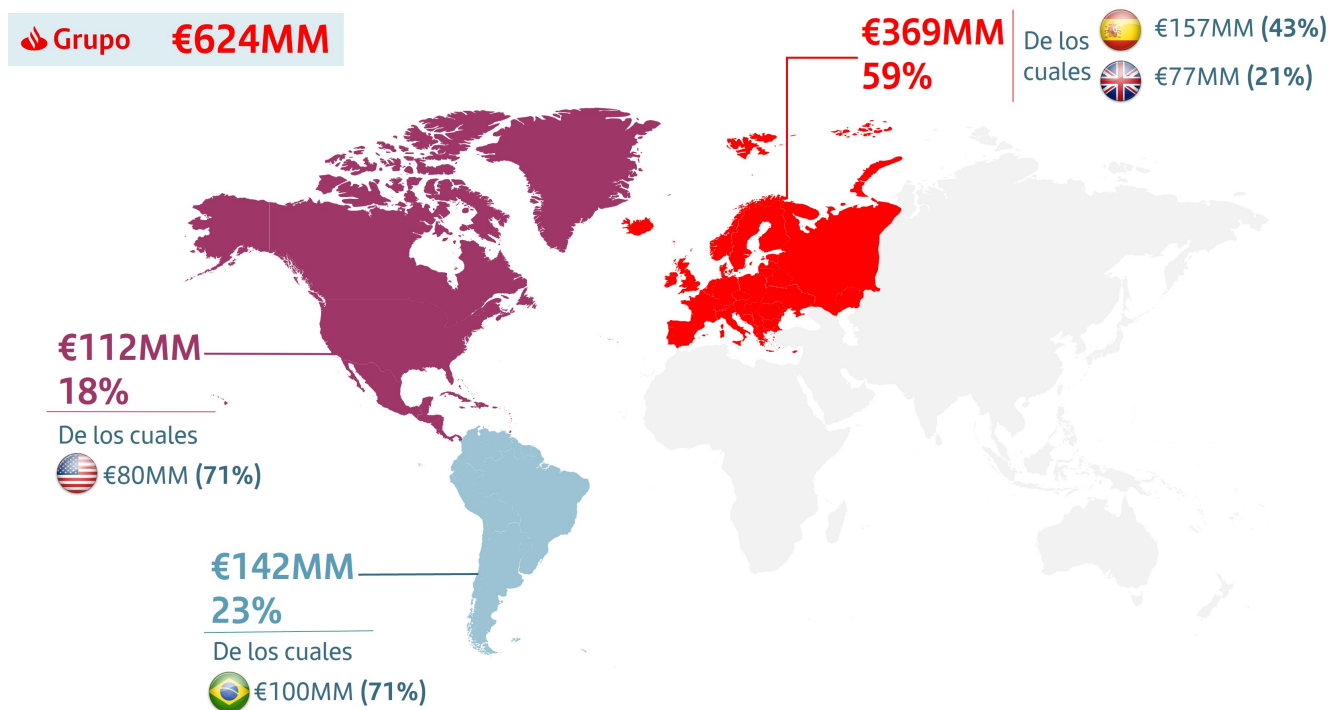 Grupo €624MM
€369MM
59%
De los cuales
€157MM (43%)
€77MM (21%)
€112MM
18%
De los cuales
€80MM (71%)
€142MM
23%
De los cuales
€100MM (71%)